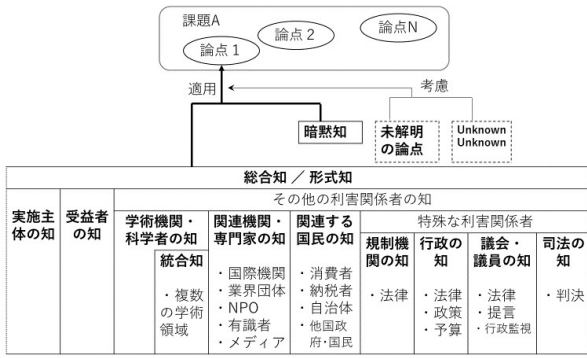 課題A
論点1
論点2
論点N
適用
考慮
暗黙知
未解明
の論点
Unknown
Unknown
総合知 ／ 形式知
実施主
体の知
受益者
の知
その他の利害関係者の知
学術機関・
科学者の知
統合知
・複数
の学術
領域
関連機関・
専門家の知
・国際機関
・業界団体
・NPO
・有識者
・メディア
関連する
国民の知
・消費者
・納税者
・自治体
・他国政
府・国民
特殊な利害関係者
規制機
関の知
・法律
行政の
知
・法律
・政策
・予算
議会・
議員の知
・法律
・提言
・行政監視
司法の
知
・判決